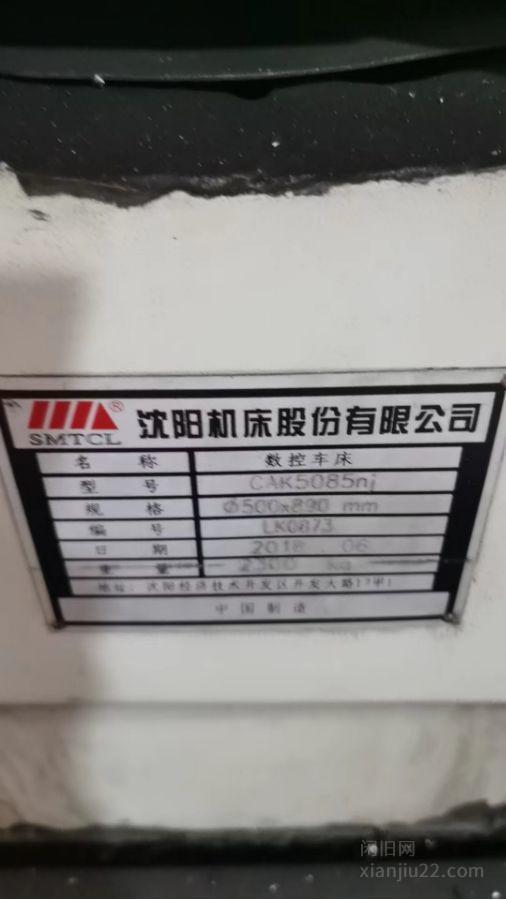 SMTCL ® 沈阳机床股份有限公司
名 称 数控车床
型 号 CAK5085nj
规 格 Φ500x890 mm
编 号 LK0873
日 期 2018 . 06
重 量 2300 kg
地址：沈阳经济技术开发区开发大路17甲1
中国制造
闲旧网
xianjiu22.com